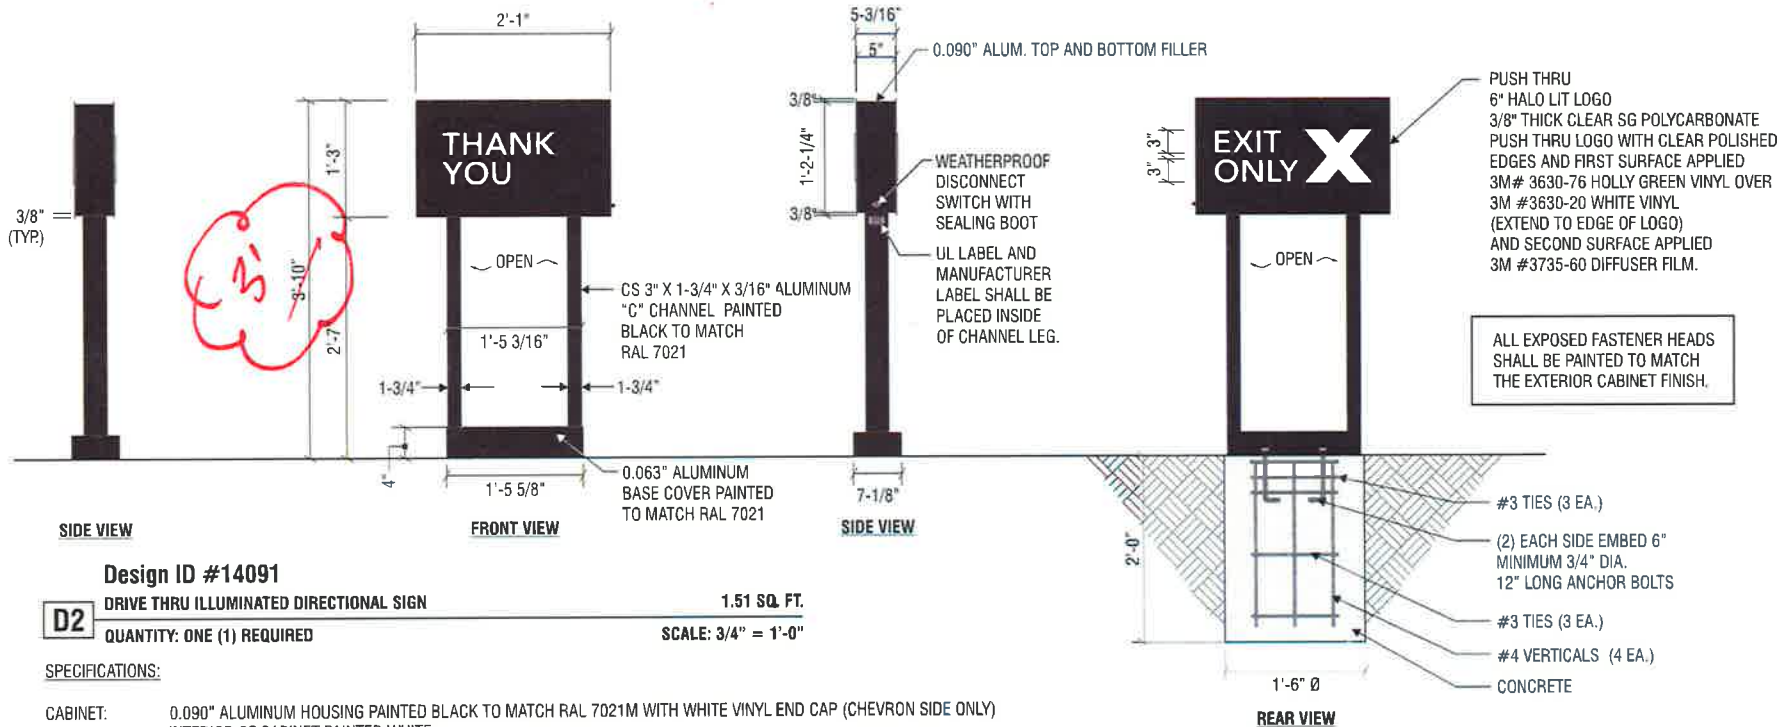 2'-1"
5-3/16"
5"
0.090" ALUM. TOP AND BOTTOM FILLER
3/8"
1'-2-1/4"
3/8"
THANK
YOU
1'-3"
3/8"
(TYP.)
3'
3'-10"
2'-7"
OPEN
CS 3" X 1-3/4" X 3/16" ALUMINUM
"C" CHANNEL PAINTED
BLACK TO MATCH
RAL 7021
1'-5 3/16"
1-3/4"
1-3/4"
4"
1'-5 5/8"
0.063" ALUMINUM
BASE COVER PAINTED
TO MATCH RAL 7021
WEATHERPROOF
DISCONNECT
SWITCH WITH
SEALING BOOT
UL LABEL AND
MANUFACTURER
LABEL SHALL BE
PLACED INSIDE
OF CHANNEL LEG.
7-1/8"
EXIT
ONLY X
3"
3"
OPEN
PUSH THRU
6" HALO LIT LOGO
3/8" THICK CLEAR SG POLYCARBONATE
PUSH THRU LOGO WITH CLEAR POLISHED
EDGES AND FIRST SURFACE APPLIED
3M# 3630-76 HOLLY GREEN VINYL OVER
3M #3630-20 WHITE VINYL
(EXTEND TO EDGE OF LOGO)
AND SECOND SURFACE APPLIED
3M #3735-60 DIFFUSER FILM.
ALL EXPOSED FASTENER HEADS
SHALL BE PAINTED TO MATCH
THE EXTERIOR CABINET FINISH.
SIDE VIEW
FRONT VIEW
SIDE VIEW
2'-0"
#3 TIES (3 EA.)
(2) EACH SIDE EMBED 6"
MINIMUM 3/4" DIA.
12" LONG ANCHOR BOLTS
#3 TIES (3 EA.)
#4 VERTICALS (4 EA.)
CONCRETE
1'-6" Ø
REAR VIEW
Design ID #14091
D2
DRIVE THRU ILLUMINATED DIRECTIONAL SIGN 1.51 SQ. FT.
QUANTITY: ONE (1) REQUIRED SCALE: 3/4" = 1'-0"
SPECIFICATIONS:
CABINET: 0.090" ALUMINUM HOUSING PAINTED BLACK TO MATCH RAL 7021M WITH WHITE VINYL END CAP (CHEVRON SIDE ONLY)